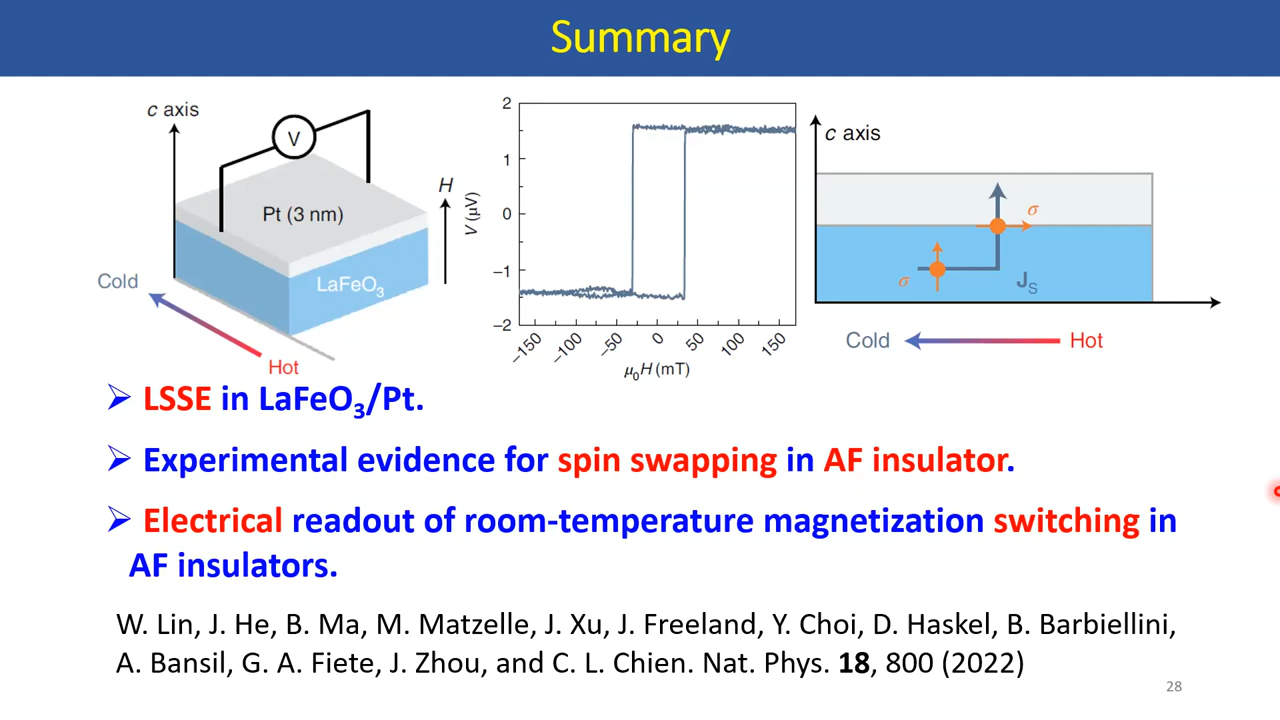 Summary
c axis
V
Pt (3 nm)
LaFeO₃
H
Cold
Hot
2
1
0
−1
−2
V (μV)
−150
−100
−50
0
50
100
150
μ₀H (mT)
c axis
σ
σ
Jₛ
Cold
Hot
➢ LSSE in LaFeO₃/Pt.
➢ Experimental evidence for spin swapping in AF insulator.
➢ Electrical readout of room-temperature magnetization switching in
AF insulators.
W. Lin, J. He, B. Ma, M. Matzelle, J. Xu, J. Freeland, Y. Choi, D. Haskel, B. Barbiellini,
A. Bansil, G. A. Fiete, J. Zhou, and C. L. Chien. Nat. Phys. 18, 800 (2022)
28